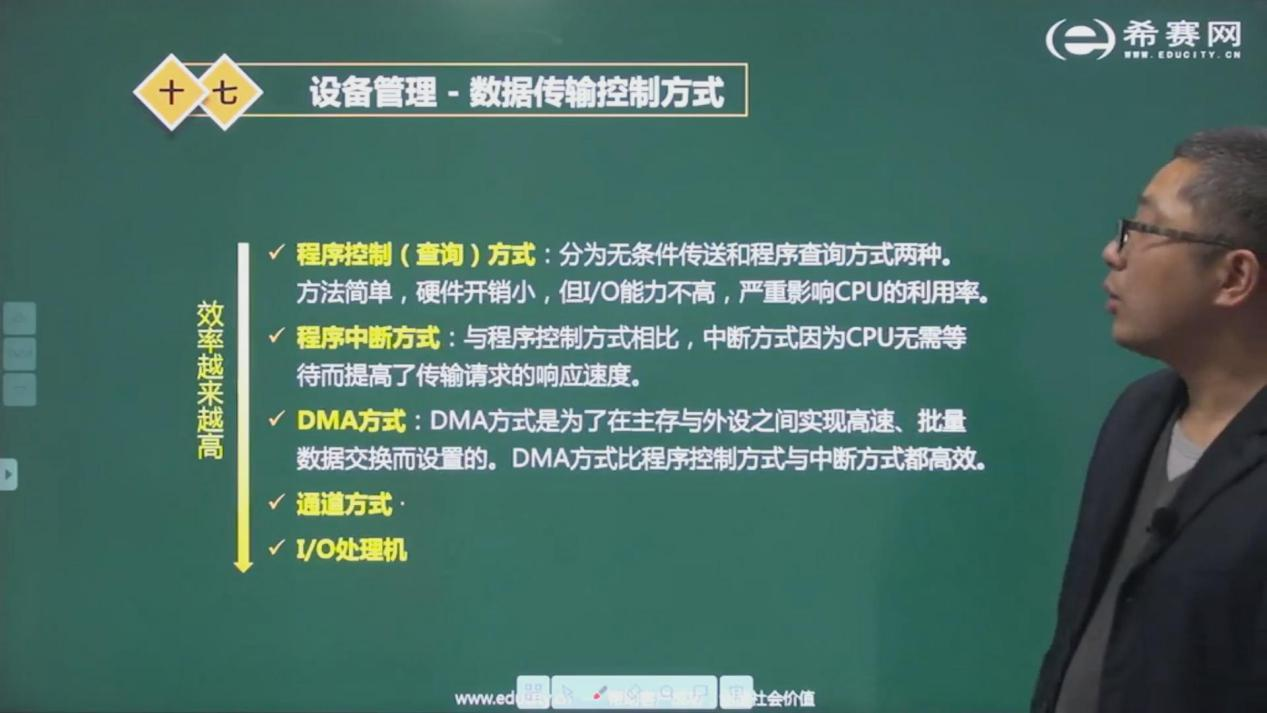 希赛网
WWW.EDUCITY.CN
十七
设备管理 - 数据传输控制方式
效率越来越高
✓ 程序控制（查询）方式：分为无条件传送和程序查询方式两种。
方法简单，硬件开销小，但I/O能力不高，严重影响CPU的利用率。
✓ 程序中断方式：与程序控制方式相比，中断方式因为CPU无需等
待而提高了传输请求的响应速度。
✓ DMA方式：DMA方式是为了在主存与外设之间实现高速、批量
数据交换而设置的。DMA方式比程序控制方式与中断方式都高效。
✓ 通道方式
✓ I/O处理机
www.edu 社会价值